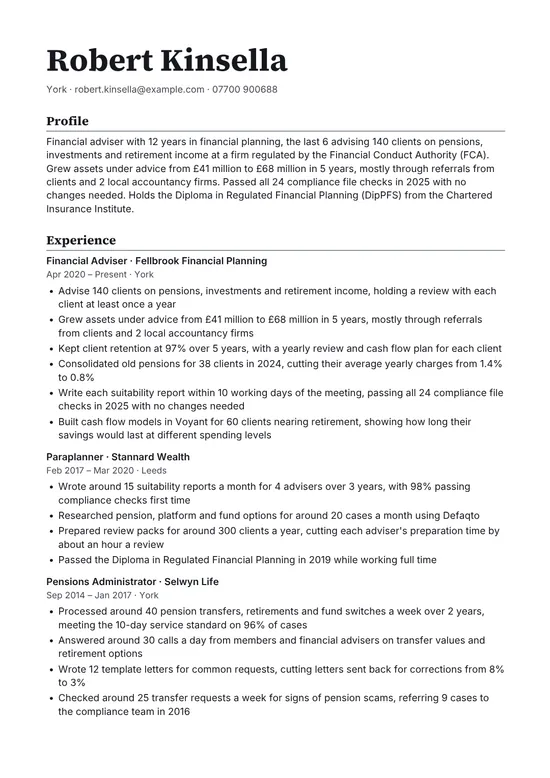 Robert Kinsella
York · robert.kinsella@example.com · 07700 900688
Profile
Financial adviser with 12 years in financial planning, the last 6 advising 140 clients on pensions,
investments and retirement income at a firm regulated by the Financial Conduct Authority (FCA).
Grew assets under advice from £41 million to £68 million in 5 years, mostly through referrals from
clients and 2 local accountancy firms. Passed all 24 compliance file checks in 2025 with no
changes needed. Holds the Diploma in Regulated Financial Planning (DipPFS) from the Chartered
Insurance Institute.
Experience
Financial Adviser · Fellbrook Financial Planning
Apr 2020 – Present · York
• Advise 140 clients on pensions, investments and retirement income, holding a review with each
client at least once a year
• Grew assets under advice from £41 million to £68 million in 5 years, mostly through referrals
from clients and 2 local accountancy firms
• Kept client retention at 97% over 5 years, with a yearly review and cash flow plan for each client
• Consolidated old pensions for 38 clients in 2024, cutting their average yearly charges from 1.4%
to 0.8%
• Write each suitability report within 10 working days of the meeting, passing all 24 compliance file
checks in 2025 with no changes needed
• Built cash flow models in Voyant for 60 clients nearing retirement, showing how long their
savings would last at different spending levels
Paraplanner · Stannard Wealth
Feb 2017 – Mar 2020 · Leeds
• Wrote around 15 suitability reports a month for 4 advisers over 3 years, with 98% passing
compliance checks first time
• Researched pension, platform and fund options for around 20 cases a month using Defaqto
• Prepared review packs for around 300 clients a year, cutting each adviser's preparation time by
about an hour a review
• Passed the Diploma in Regulated Financial Planning in 2019 while working full time
Pensions Administrator · Selwyn Life
Sep 2014 – Jan 2017 · York
• Processed around 40 pension transfers, retirements and fund switches a week over 2 years,
meeting the 10-day service standard on 96% of cases
• Answered around 30 calls a day from members and financial advisers on transfer values and
retirement options
• Wrote 12 template letters for common requests, cutting letters sent back for corrections from 8%
to 3%
• Checked around 25 transfer requests a week for signs of pension scams, referring 9 cases to
the compliance team in 2016